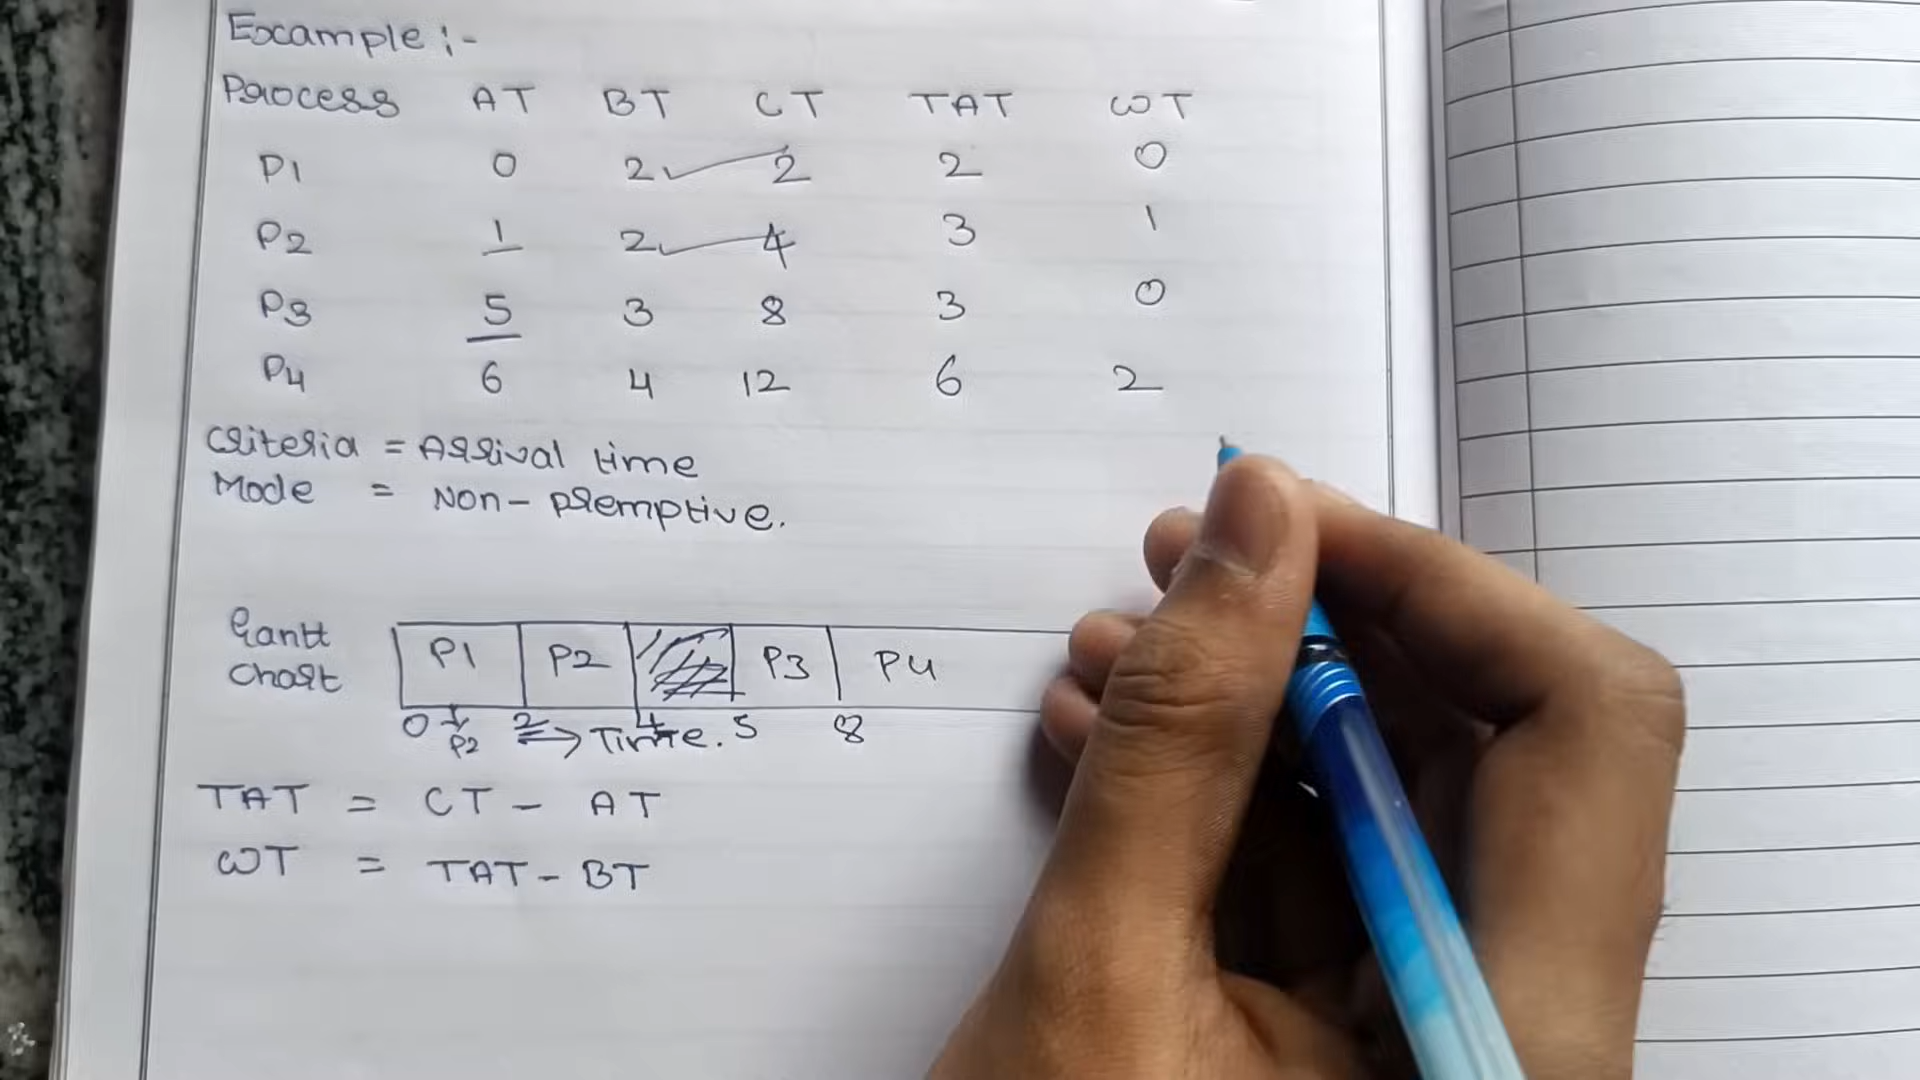 Example :-
Process AT BT CT TAT WT
P1 0 2 2 2 0
P2 1 2 4 3 1
P3 5 3 8 3 0
P4 6 4 12 6 2
Criteria = Arrival time
Mode = Non-premptive.
Gantt P1 P2 P3 P4
Chart
0 P2 2 → Time. 4 5 8
TAT = CT - AT
WT = TAT - BT